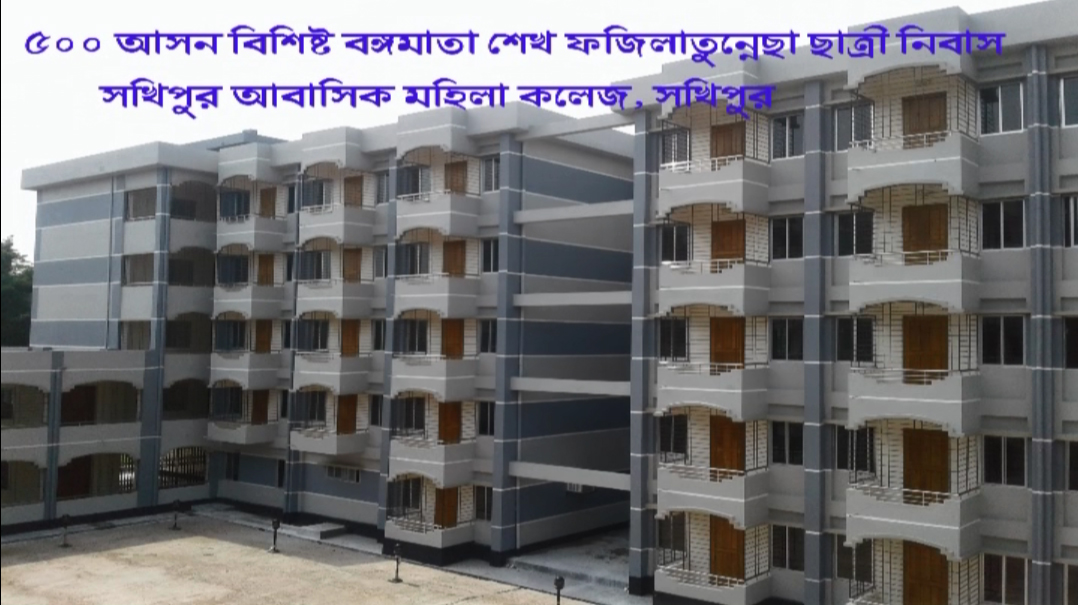 ৫০০ আসন বিশিষ্ট বঙ্গমাতা শেখ ফজিলাতুন্নেছা ছাত্রী নিবাস
সখিপুর আবাসিক মহিলা কলেজ, সখিপুর